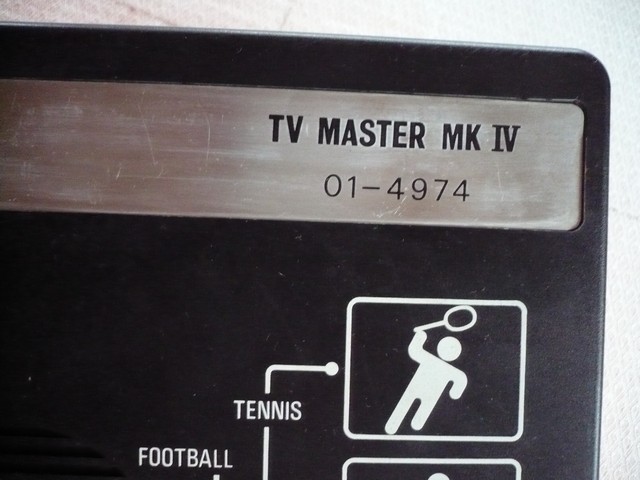 TV MASTER MK IV
01-4974
TENNIS
FOOTBALL